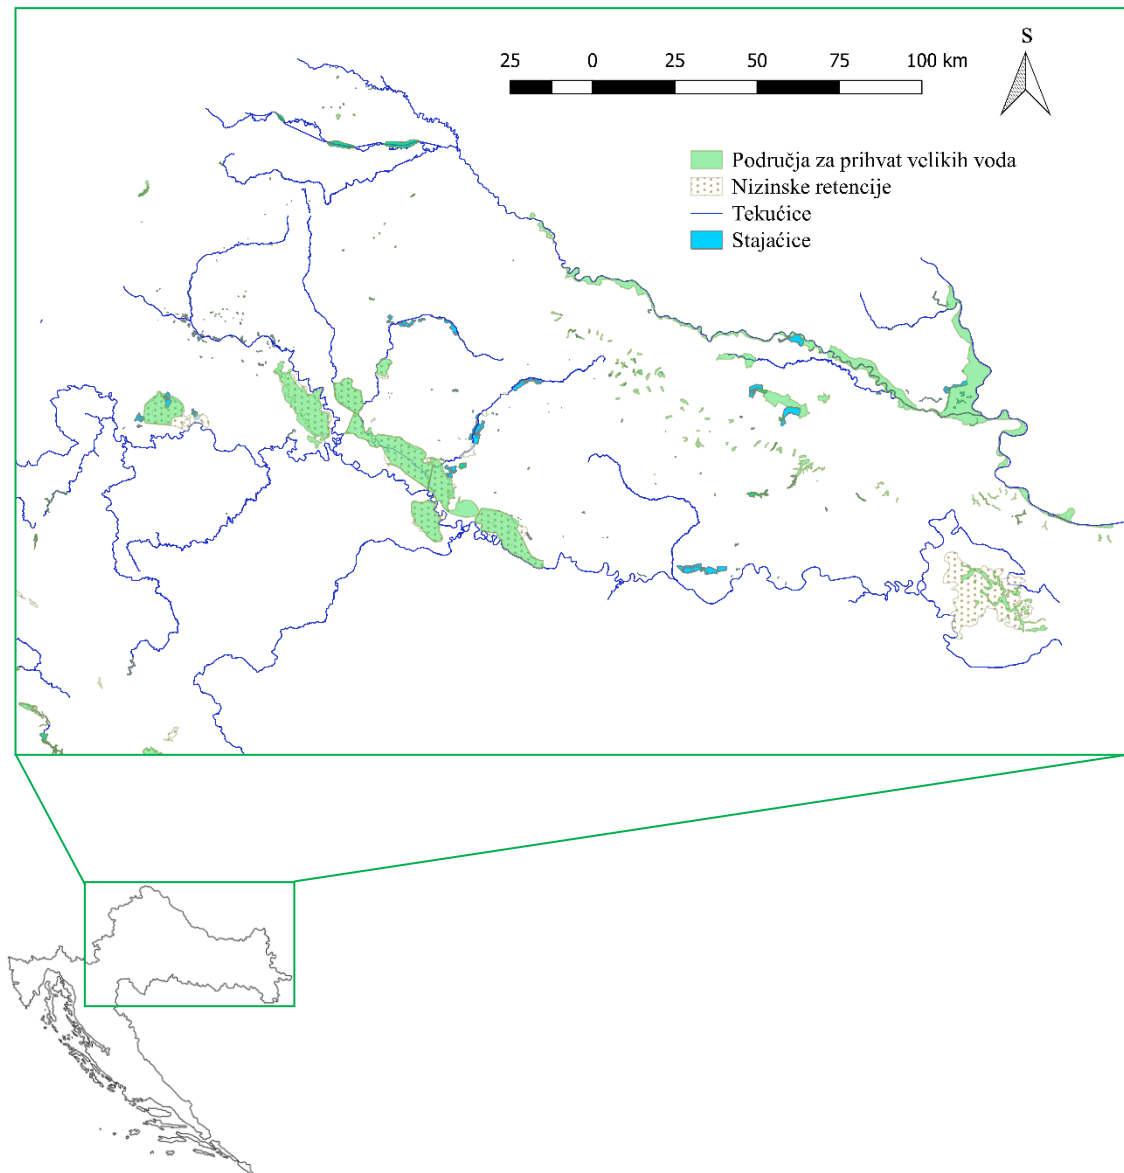 S
25 0 25 50 75 100 km
Područja za prihvat velikih voda
Nizinske retencije
Tekućice
Stajaćice